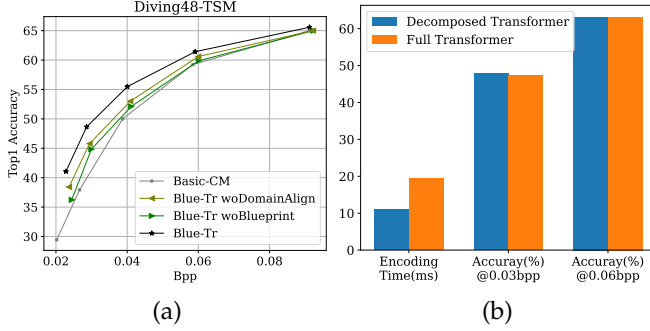 Diving48-TSM
Top1 Accuracy
65
60
55
50
45
40
35
30
Basic-CM
Blue-Tr woDomainAlign
Blue-Tr woBlueprint
Blue-Tr
0.02 0.04 0.06 0.08
Bpp
(a)
Decomposed Transformer
Full Transformer
60
50
40
30
20
10
0
Encoding Accuray(%) Accuray(%)
Time(ms) @0.03bpp @0.06bpp
(b)